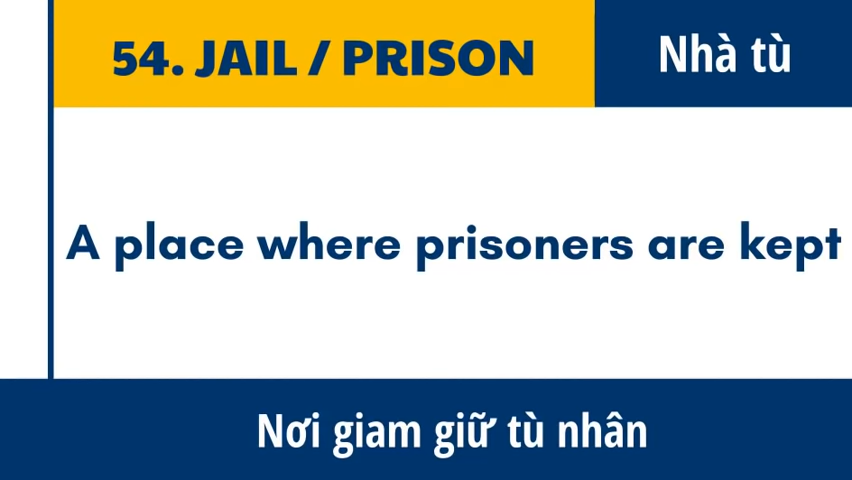 54. JAIL / PRISON
Nhà tù
A place where prisoners are kept
Nơi giam giữ tù nhân